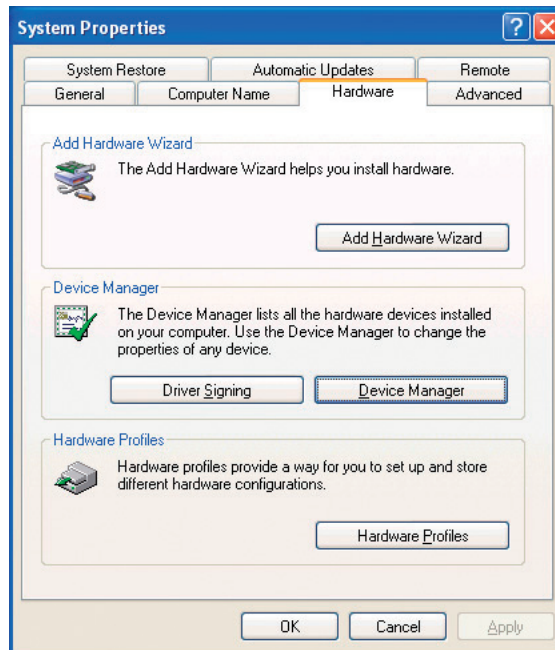 System Properties
?
System Restore
Automatic Updates
Remote
General
Computer Name
Hardware
Advanced
Add Hardware Wizard
The Add Hardware Wizard helps you install hardware.
Add Hardware Wizard
Device Manager
The Device Manager lists all the hardware devices installed
on your computer. Use the Device Manager to change the
properties of any device.
Driver Signing
Device Manager
Hardware Profiles
Hardware profiles provide a way for you to set up and store
different hardware configurations.
Hardware Profiles
OK
Cancel
Apply